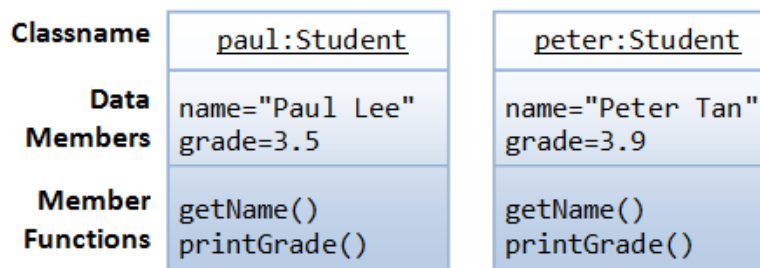 Classname
paul:Student
peter:Student
Data
Members
name="Paul Lee"
grade=3.5
name="Peter Tan"
grade=3.9
Member
Functions
getName()
printGrade()
getName()
printGrade()